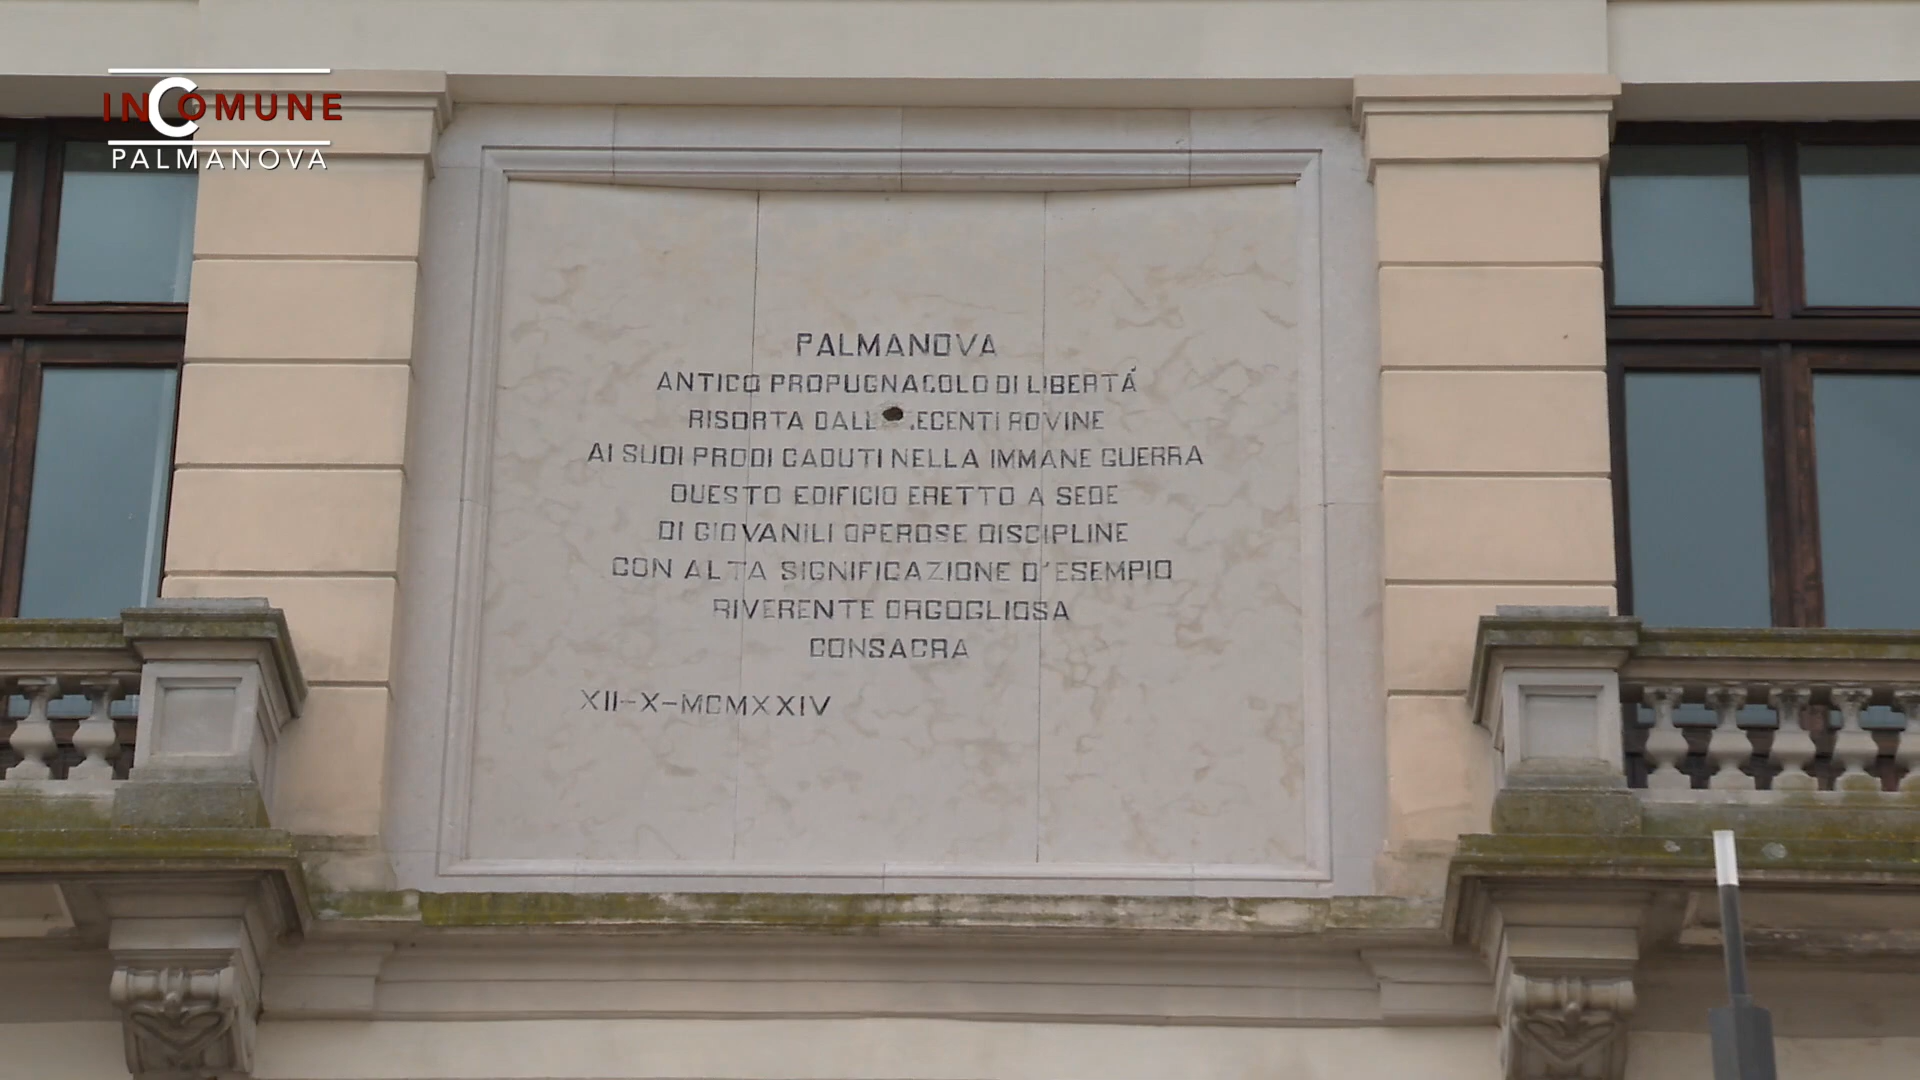 INCOMUNE
PALMANOVA
PALMANOVA
ANTICO PROPUGNACOLO DI LIBERTÁ
RISORTA ROVINE
AI SUOI PRODI CADUTI NELLA IMMANE GUERRA
QUESTO EDIFICIO ERETTO A SEDE
DI GIOVANILI OPEROSE DISCIPLINE
CON ALTA SIGNIFICAZIONE D'ESEMPIO
RIVERENTE ORGOGLIOSA
CONSACRA
XII-X-MCMXXIV